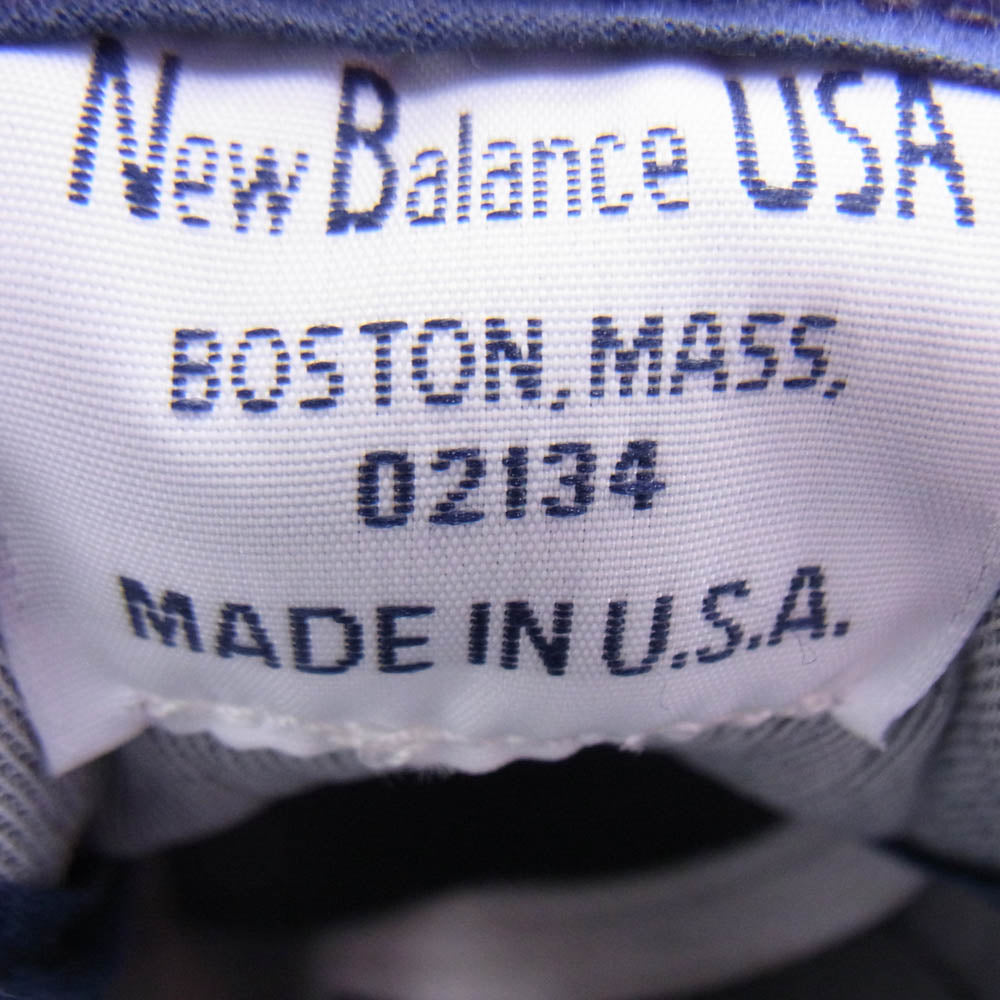 New Balance USA
BOSTON, MASS,
02134
MADE IN U.S.A.